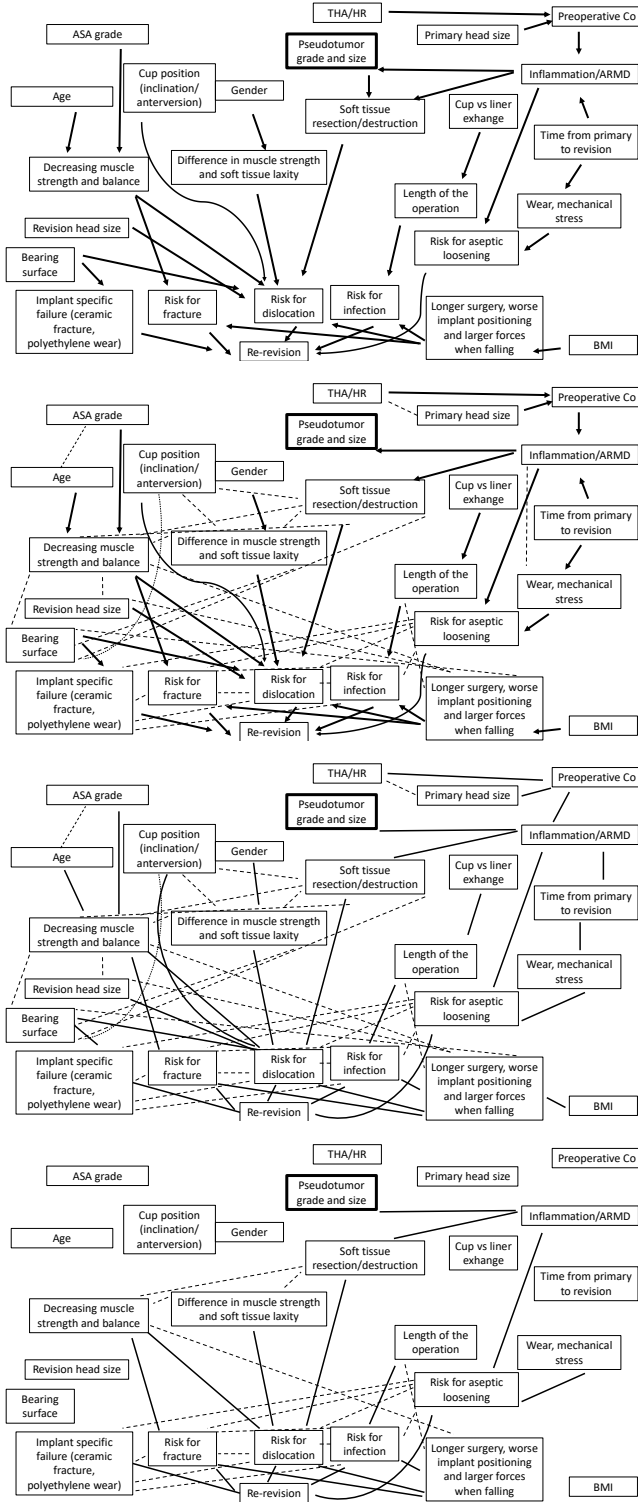 THA/HR
Preoperative Co
ASA grade
Primary head size
Pseudotumor
grade and size
Cup position
(inclination/
anterversion)
Gender
Inflammation/ARMD
Age
Soft tissue
resection/destruction
Cup vs liner
exhange
Time from primary
to revision
Decreasing muscle
strength and balance
Difference in muscle strength
and soft tissue laxity
Length of the
operation
Wear, mechanical
stress
Revision head size
Risk for aseptic
loosening
Bearing
surface
Implant specific
failure (ceramic
fracture,
polyethylene wear)
Risk for
fracture
Risk for
dislocation
Risk for
infection
Longer surgery, worse
implant positioning
and larger forces
when falling
BMI
Re-revision
THA/HR
Preoperative Co
ASA grade
Primary head size
Pseudotumor
grade and size
Cup position
(inclination/
anterversion)
Gender
Inflammation/ARMD
Age
Soft tissue
resection/destruction
Cup vs liner
exhange
Time from primary
to revision
Decreasing muscle
strength and balance
Difference in muscle strength
and soft tissue laxity
Length of the
operation
Wear, mechanical
stress
Revision head size
Risk for aseptic
loosening
Bearing
surface
Implant specific
failure (ceramic
fracture,
polyethylene wear)
Risk for
fracture
Risk for
dislocation
Risk for
infection
Longer surgery, worse
implant positioning
and larger forces
when falling
BMI
Re-revision
THA/HR
Preoperative Co
ASA grade
Primary head size
Pseudotumor
grade and size
Cup position
(inclination/
anterversion)
Gender
Inflammation/ARMD
Age
Soft tissue
resection/destruction
Cup vs liner
exhange
Time from primary
to revision
Decreasing muscle
strength and balance
Difference in muscle strength
and soft tissue laxity
Length of the
operation
Wear, mechanical
stress
Revision head size
Risk for aseptic
loosening
Bearing
surface
Implant specific
failure (ceramic
fracture,
polyethylene wear)
Risk for
fracture
Risk for
dislocation
Risk for
infection
Longer surgery, worse
implant positioning
and larger forces
when falling
BMI
Re-revision
THA/HR
Preoperative Co
ASA grade
Primary head size
Pseudotumor
grade and size
Cup position
(inclination/
anterversion)
Gender
Inflammation/ARMD
Age
Soft tissue
resection/destruction
Cup vs liner
exhange
Time from primary
to revision
Decreasing muscle
strength and balance
Difference in muscle strength
and soft tissue laxity
Length of the
operation
Wear, mechanical
stress
Revision head size
Risk for aseptic
loosening
Bearing
surface
Implant specific
failure (ceramic
fracture,
polyethylene wear)
Risk for
fracture
Risk for
dislocation
Risk for
infection
Longer surgery, worse
implant positioning
and larger forces
when falling
BMI
Re-revision